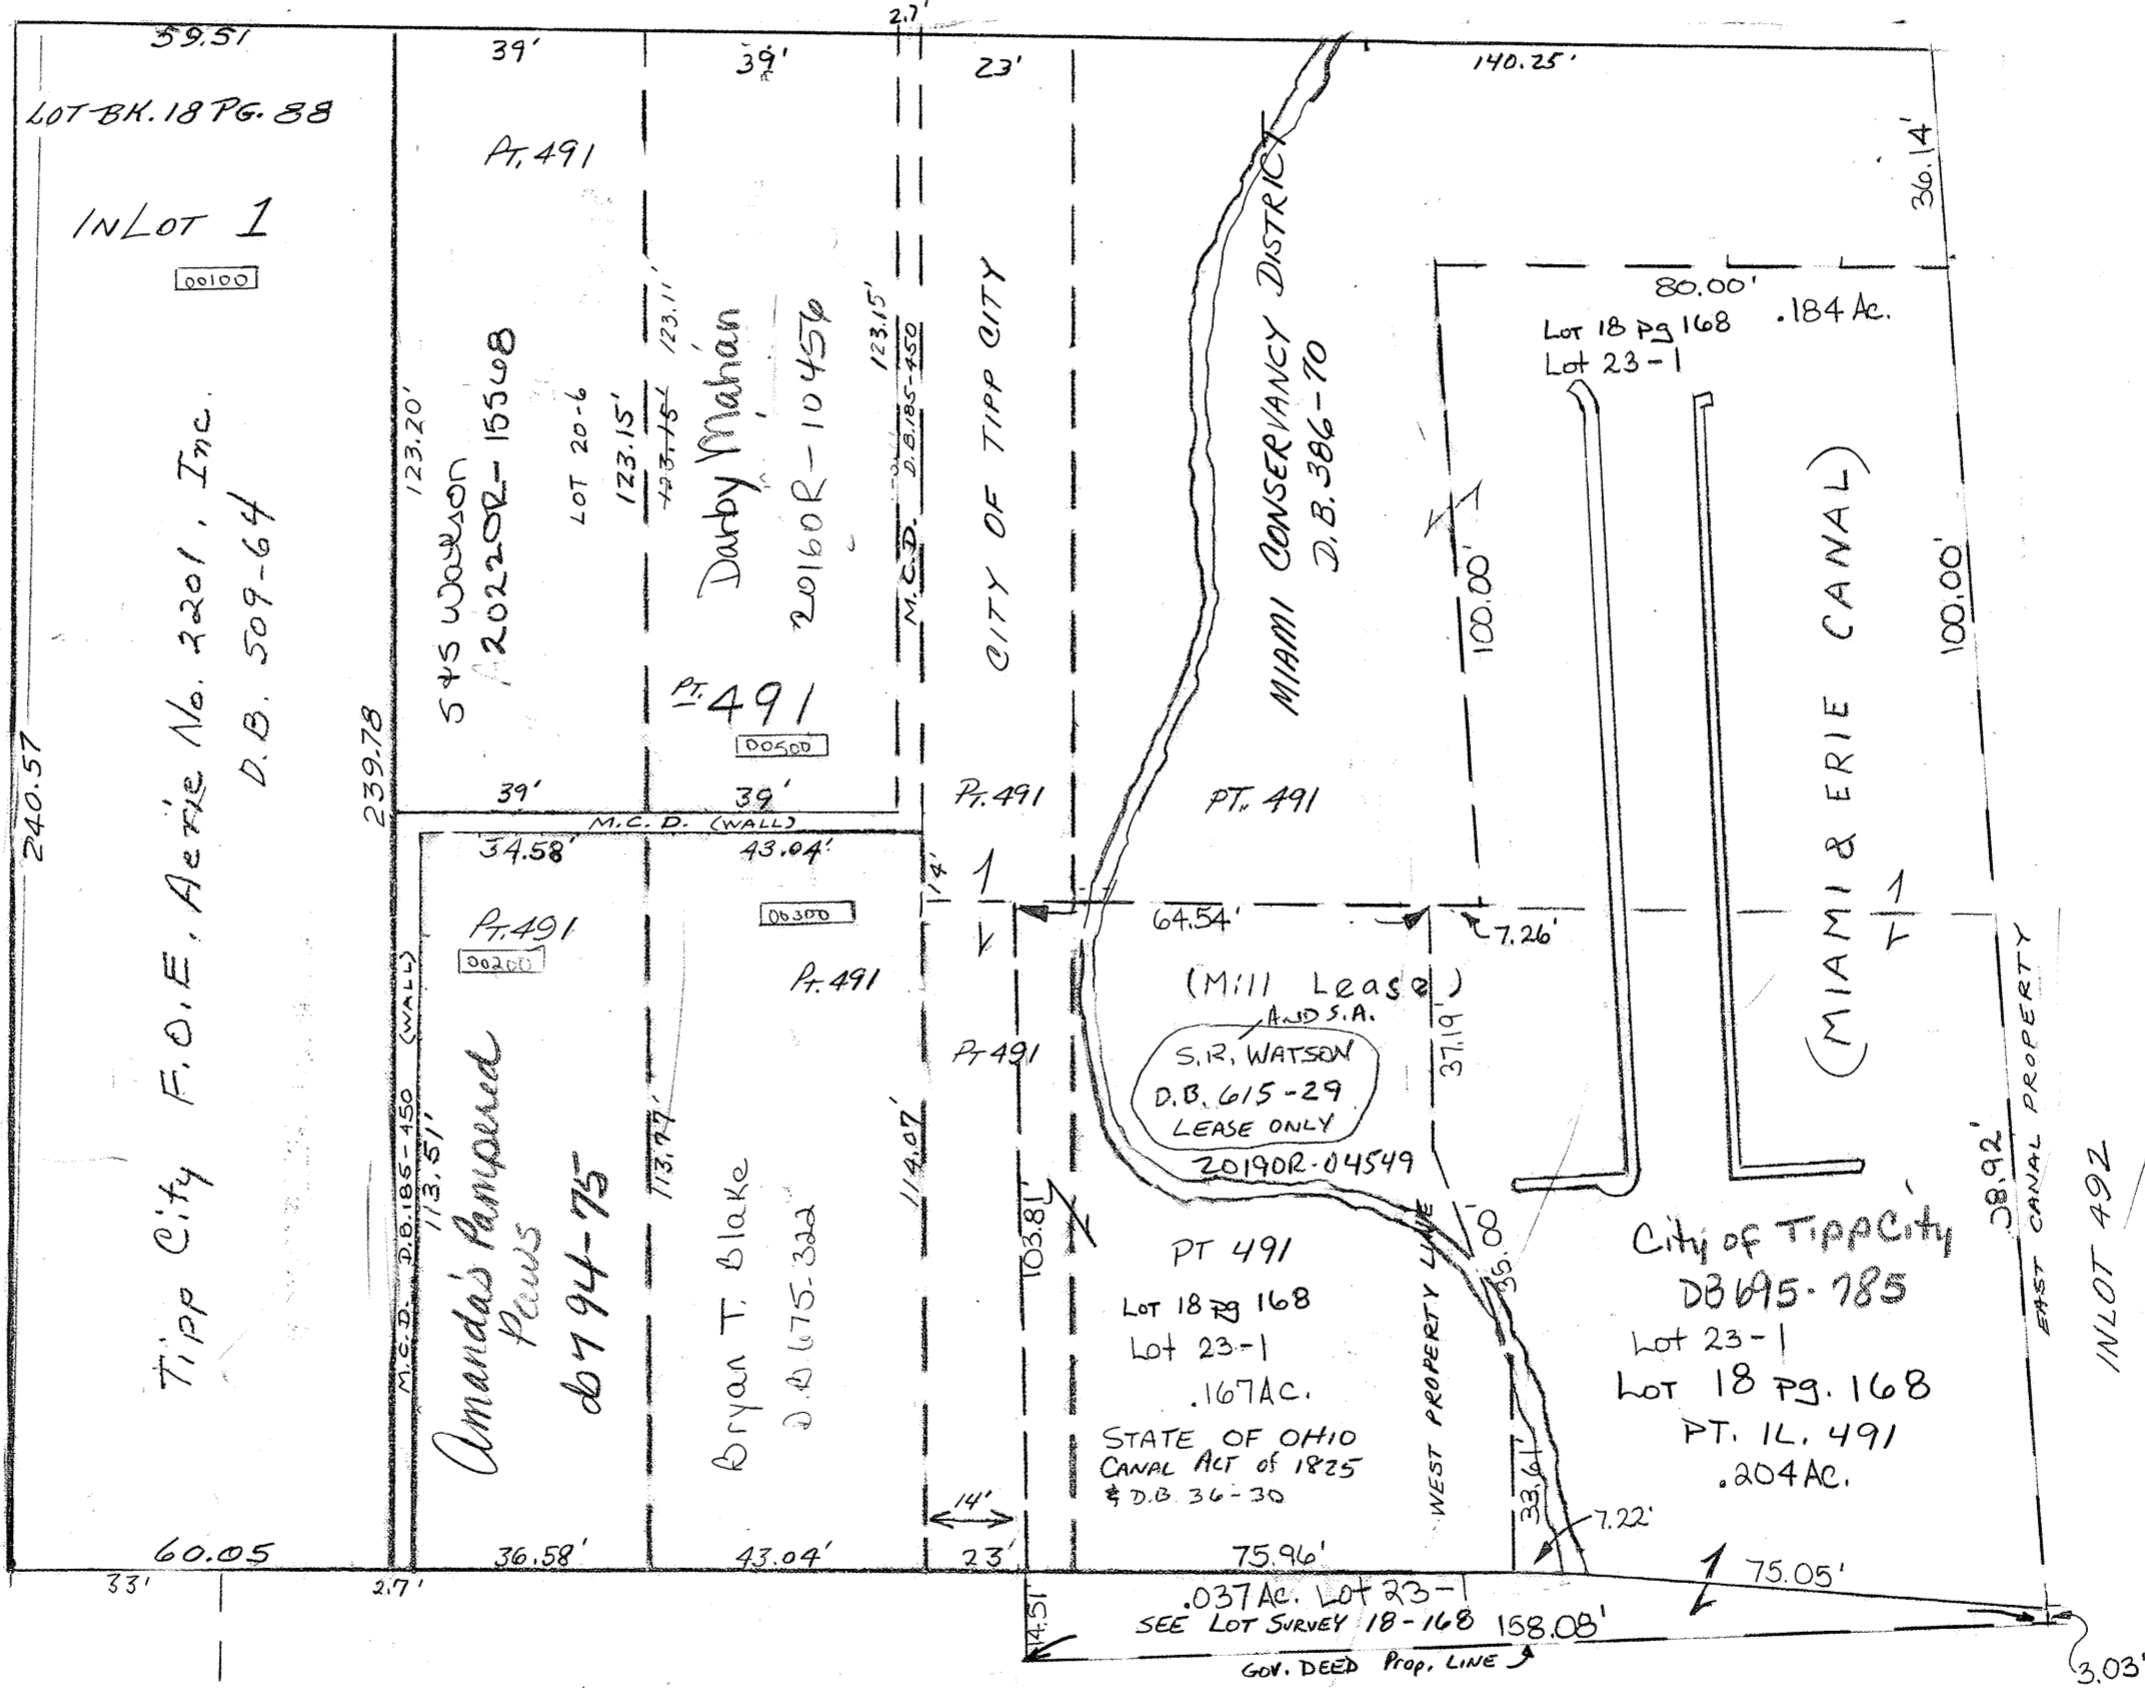 2.7'
59.51
39'
39'
23'
140.25'
LOT BK. 18 PG. 88
INLOT 1
00100
Tipp City F.O.E. Aerie No. 2201, Inc.
D.B. 509-64
240.57
239.78
60.05
33'
2.7'
PT. 491
123.20'
S & S Watson
LOT 20-6
123.15'
123.15'
123.11'
Darby Mahan
20160R-10456
PT. 491
00500
123.15'
M.C.D. D.B.185-450
39'
39'
M.C.D. (WALL)
34.58'
43.04'
PT. 491
00200
00300
PT. 491
M.C.D. D.B.185-450 (WALL)
113.51'
Amanda's Pampered
Paws
db 794-75
113.77'
Bryan T. Blake
D.B. 675-322
114.07'
36.58'
43.04'
CITY OF TIPP CITY
PT. 491
14'
PT 491
103.81'
14'
23'
MIAMI CONSERVANCY DISTRICT
D.B. 386-70
PT. 491
36.14'
80.00'
.184 Ac.
Lot 18 pg 168
Lot 23-1
100.00'
100.00'
(MIAMI & ERIE CANAL)
64.54'
7.26'
(Mill Lease)
AND S.A.
S.R. WATSON
D.B. 615-29
LEASE ONLY
20190R-04549
37.19'
35.00'
33.61'
WEST PROPERTY LINE
PT 491
Lot 18 pg 168
Lot 23-1
.167AC.
STATE OF OHIO
CANAL ACT of 1825
& D.B. 36-30
75.96'
7.22'
City of Tipp City
DB 695-785
Lot 23-1
Lot 18 pg. 168
PT. IL. 491
.204 AC.
EAST CANAL PROPERTY
INLOT 492
75.05'
.037 AC. Lot 23-1
SEE LOT SURVEY 18-168
158.08'
14.51'
GOV. DEED Prop. LINE
3.03'